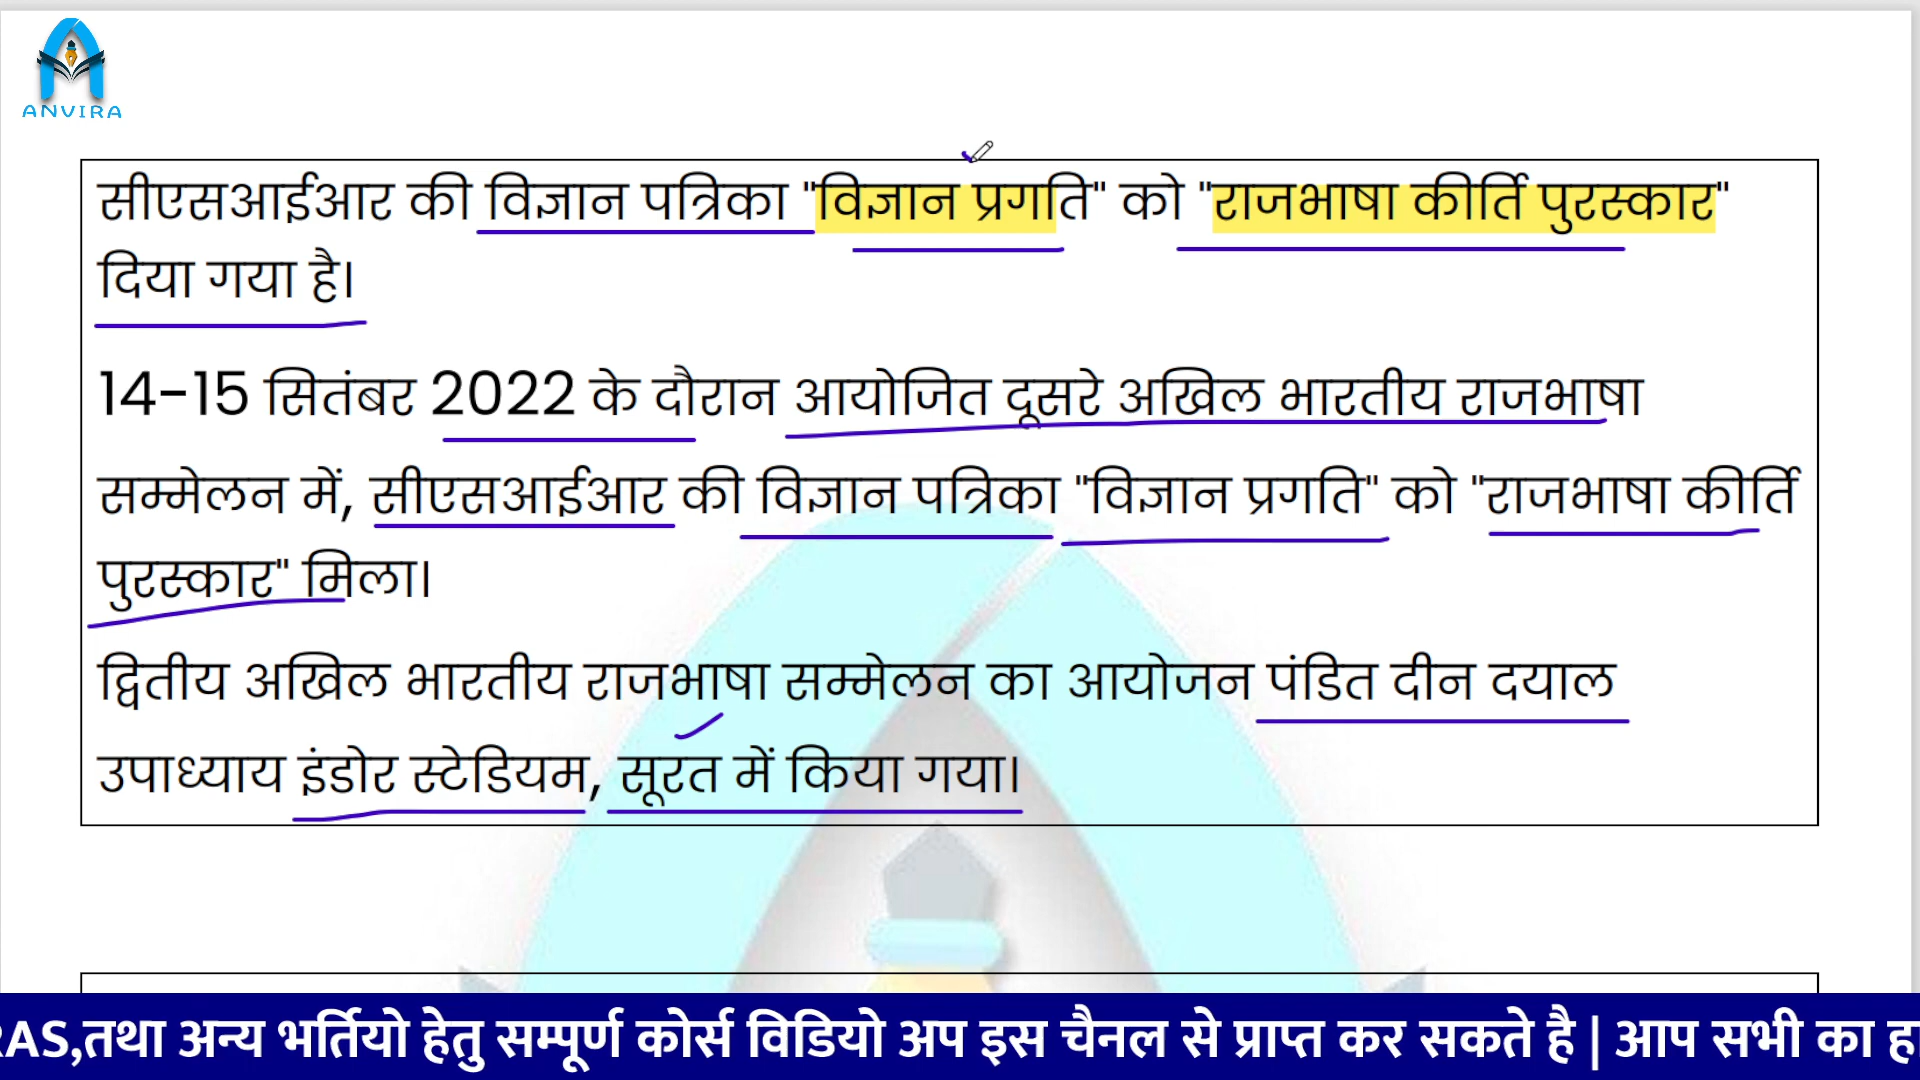 ANVIRA
सीएसआईआर की विज्ञान पत्रिका "विज्ञान प्रगति" को "राजभाषा कीर्ति पुरस्कार"
दिया गया है।
14-15 सितंबर 2022 के दौरान आयोजित दूसरे अखिल भारतीय राजभाषा
सम्मेलन में, सीएसआईआर की विज्ञान पत्रिका "विज्ञान प्रगति" को "राजभाषा कीर्ति
पुरस्कार" मिला।
द्वितीय अखिल भारतीय राजभाषा सम्मेलन का आयोजन पंडित दीन दयाल
उपाध्याय इंडोर स्टेडियम, सूरत में किया गया।
RAS,तथा अन्य भर्तियो हेतु सम्पूर्ण कोर्स विडियो अप इस चैनल से प्राप्त कर सकते है | आप सभी का ह